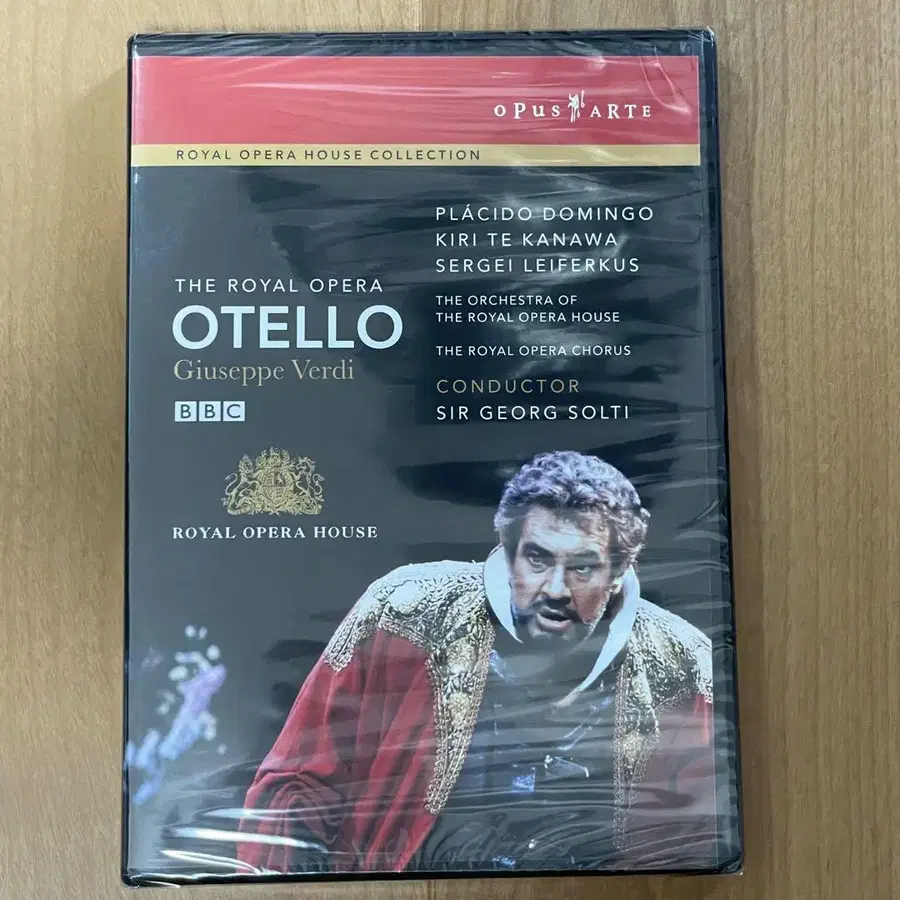 OPUS ARTE
ROYAL OPERA HOUSE COLLECTION
PLÁCIDO DOMINGO
KIRI TE KANAWA
SERGEI LEIFERKUS
THE ORCHESTRA OF
THE ROYAL OPERA HOUSE
THE ROYAL OPERA CHORUS
CONDUCTOR
SIR GEORG SOLTI
THE ROYAL OPERA
OTELLO
Giuseppe Verdi
BBC
ROYAL OPERA HOUSE